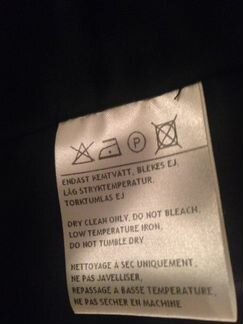 P
ENDAST KEMTVÄTT, BLEKES EJ,
LÅG STRYKTEMPERATUR,
TORKTUMLAS EJ
DRY CLEAN ONLY, DO NOT BLEACH,
LOW TEMPERATURE IRON,
DO NOT TUMBLE DRY
NETTOYAGE A SEC UNIQUEMENT,
NE PAS JAVELLISER,
REPASSAGE A BASSE TEMPERATURE,
NE PAS SECHER EN MACHINE